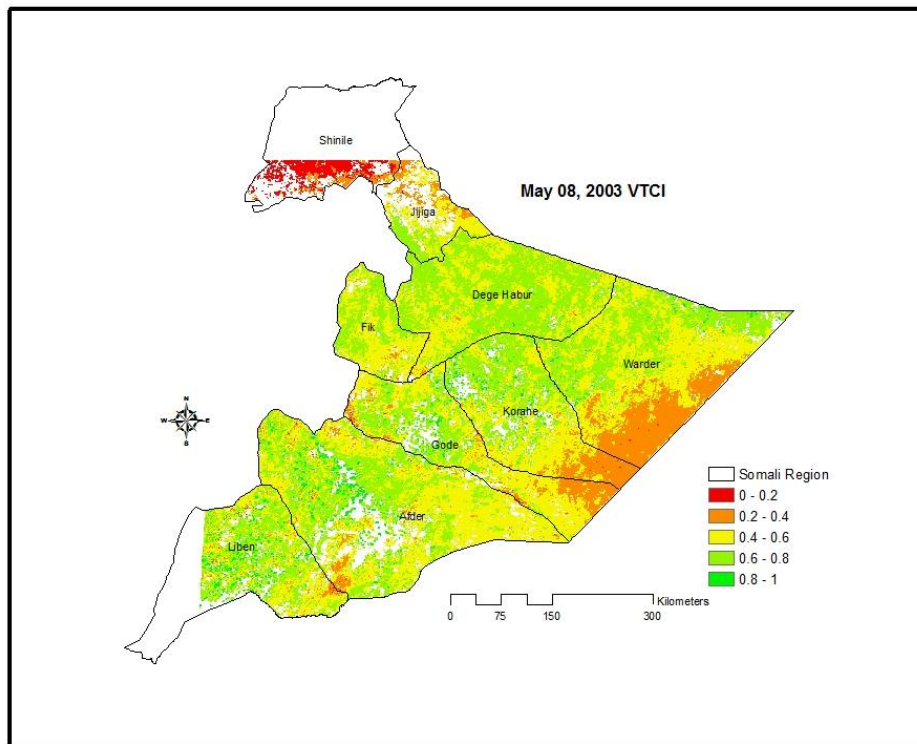 Shinile
May 08, 2003 VTCI
Jijiga
Dege Habur
Fik
Warder
N
W E
S
Korahe
Gode
Somali Region
0 - 0.2
0.2 - 0.4
0.4 - 0.6
0.6 - 0.8
0.8 - 1
Afder
Liben
Kilometers
0 75 150 300